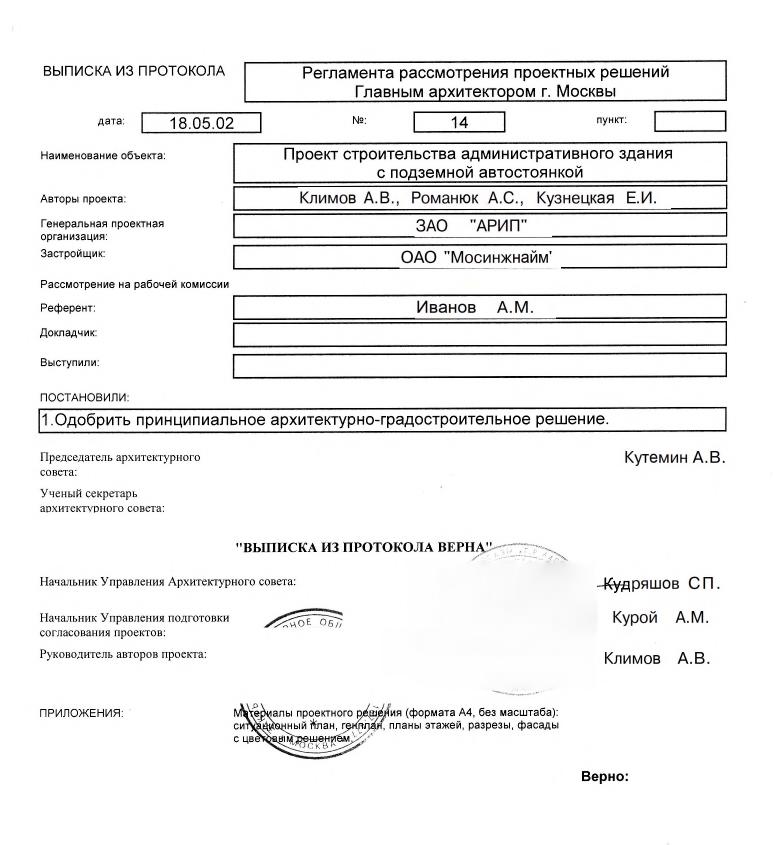 ВЫПИСКА ИЗ ПРОТОКОЛА
Регламента рассмотрения проектных решений
Главным архитектором г. Москвы
дата: 18.05.02 №: 14 пункт:
Наименование объекта:
Проект строительства административного здания
с подземной автостоянкой
Авторы проекта: Климов А.В., Романюк А.С., Кузнецкая Е.И.
Генеральная проектная
организация:
ЗАО "АРИП"
Застройщик: ОАО "Мосинжнайм'
Рассмотрение на рабочей комиссии
Референт: Иванов А.М.
Докладчик:
Выступили:
ПОСТАНОВИЛИ:
1.Одобрить принципиальное архитектурно-градостроительное решение.
Председатель архитектурного
совета:
Кутемин А.В.
Ученый секретарь
архитектурного совета:
"ВЫПИСКА ИЗ ПРОТОКОЛА ВЕРНА"
Начальник Управления Архитектурного совета: Кудряшов СП.
Начальник Управления подготовки
согласования проектов:
Курой А.М.
Руководитель авторов проекта: Климов А.В.
ПРИЛОЖЕНИЯ:
Материалы проектного решения (формата А4, без масштаба):
ситуационный план, генплан, планы этажей, разрезы, фасады
с цветовым решением
МОСКВА
Верно: